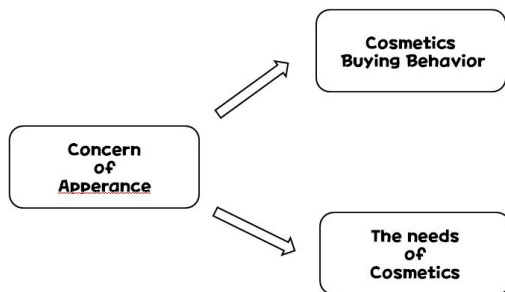 Cosmetics
Buying Behavior
Concern
of
Apperance
The needs
of
Cosmetics